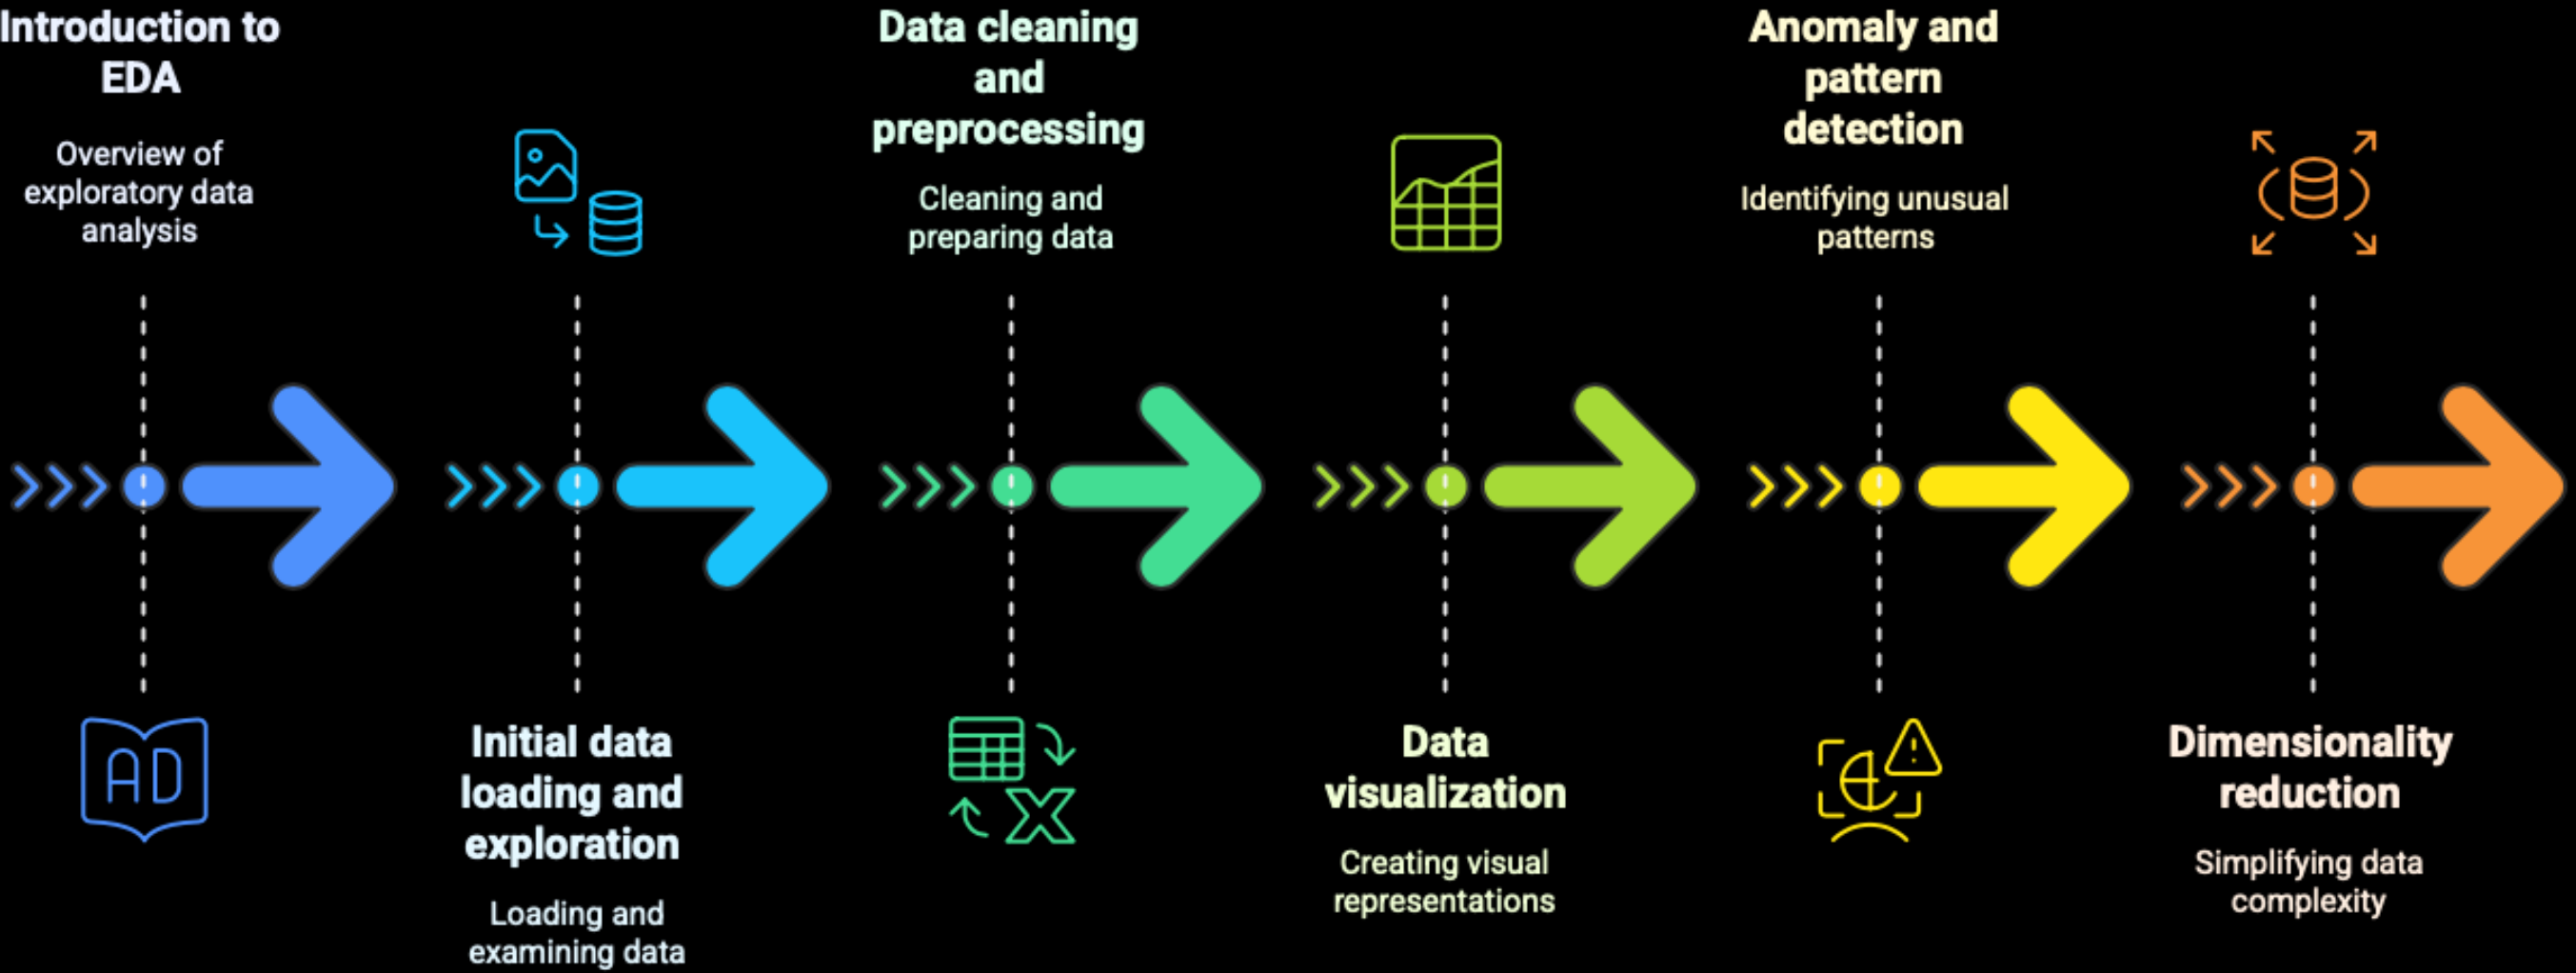 Introduction to
EDA
Overview of
exploratory data
analysis
AD
Initial data
loading and
exploration
Loading and
examining data
Data cleaning
and
preprocessing
Cleaning and
preparing data
Data
visualization
Creating visual
representations
Anomaly and
pattern
detection
Identifying unusual
patterns
Dimensionality
reduction
Simplifying data
complexity